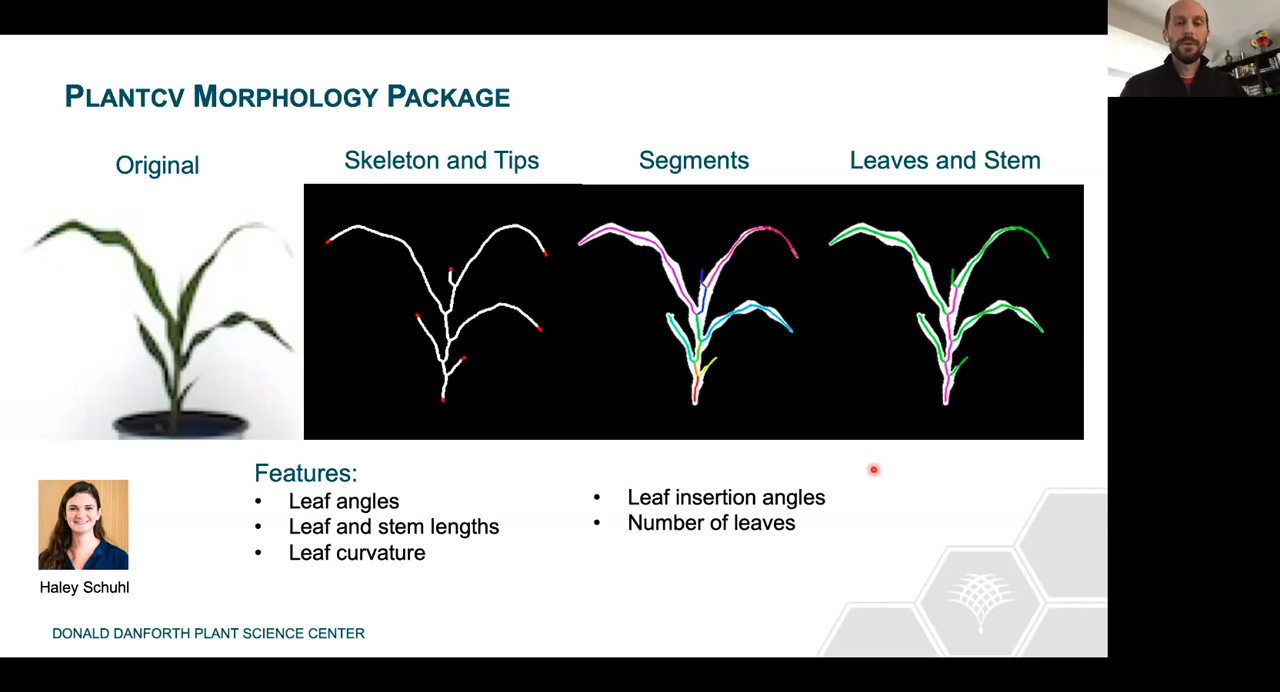 PLANTCV MORPHOLOGY PACKAGE
Original
Skeleton and Tips
Segments
Leaves and Stem
Features:
• Leaf angles
• Leaf and stem lengths
• Leaf curvature
• Leaf insertion angles
• Number of leaves
Haley Schuhl
DONALD DANFORTH PLANT SCIENCE CENTER